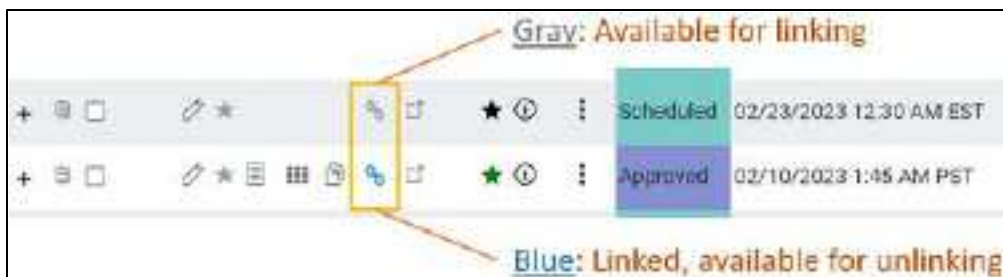 Gray: Available for linking
Scheduled 02/23/2023 12:30 AM EST
Approved 02/10/2023 1:45 AM PST
Blue: Linked, available for unlinking